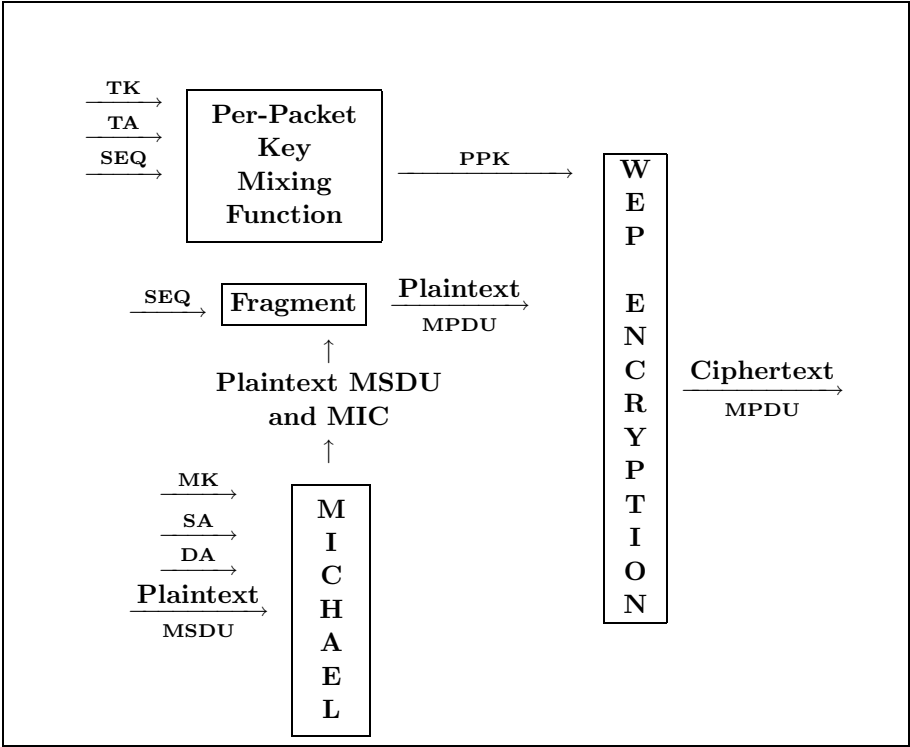 TK
TA
SEQ
Per-Packet
Key
Mixing
Function
PPK
SEQ
Fragment
Plaintext
MPDU
Plaintext MSDU
and MIC
MK
SA
DA
Plaintext
MSDU
M
I
C
H
A
E
L
W
E
P
E
N
C
R
Y
P
T
I
O
N
Ciphertext
MPDU